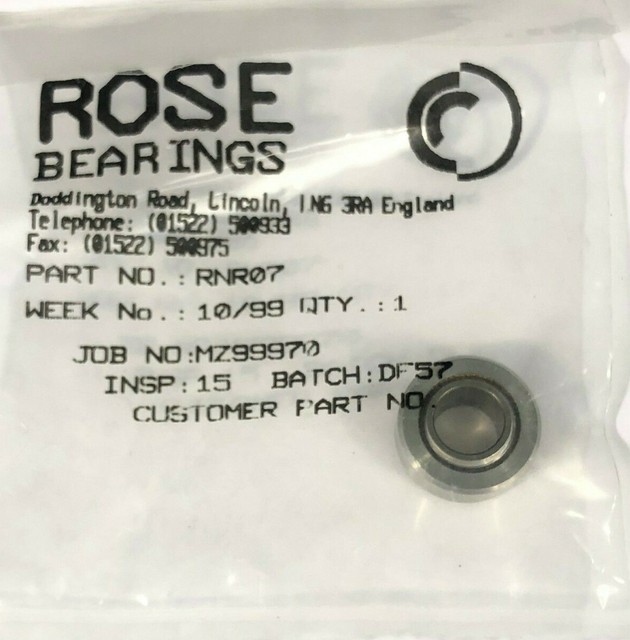 ROSE
BEARINGS
Doddington Road, Lincoln, LN6 3RA England
Telephone: (01522) 500933
Fax: (01522) 500975
PART NO.: RNR07
WEEK No.: 10/99 QTY.: 1
JOB NO:MZ99970
INSP:15 BATCH:DF57
CUSTOMER PART NO.